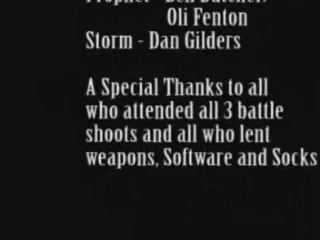 Prophet - Ben Butcher,
Oli Fenton
Storm - Dan Gilders
A Special Thanks to all
who attended all 3 battle
shoots and all who lent
weapons, Software and Socks